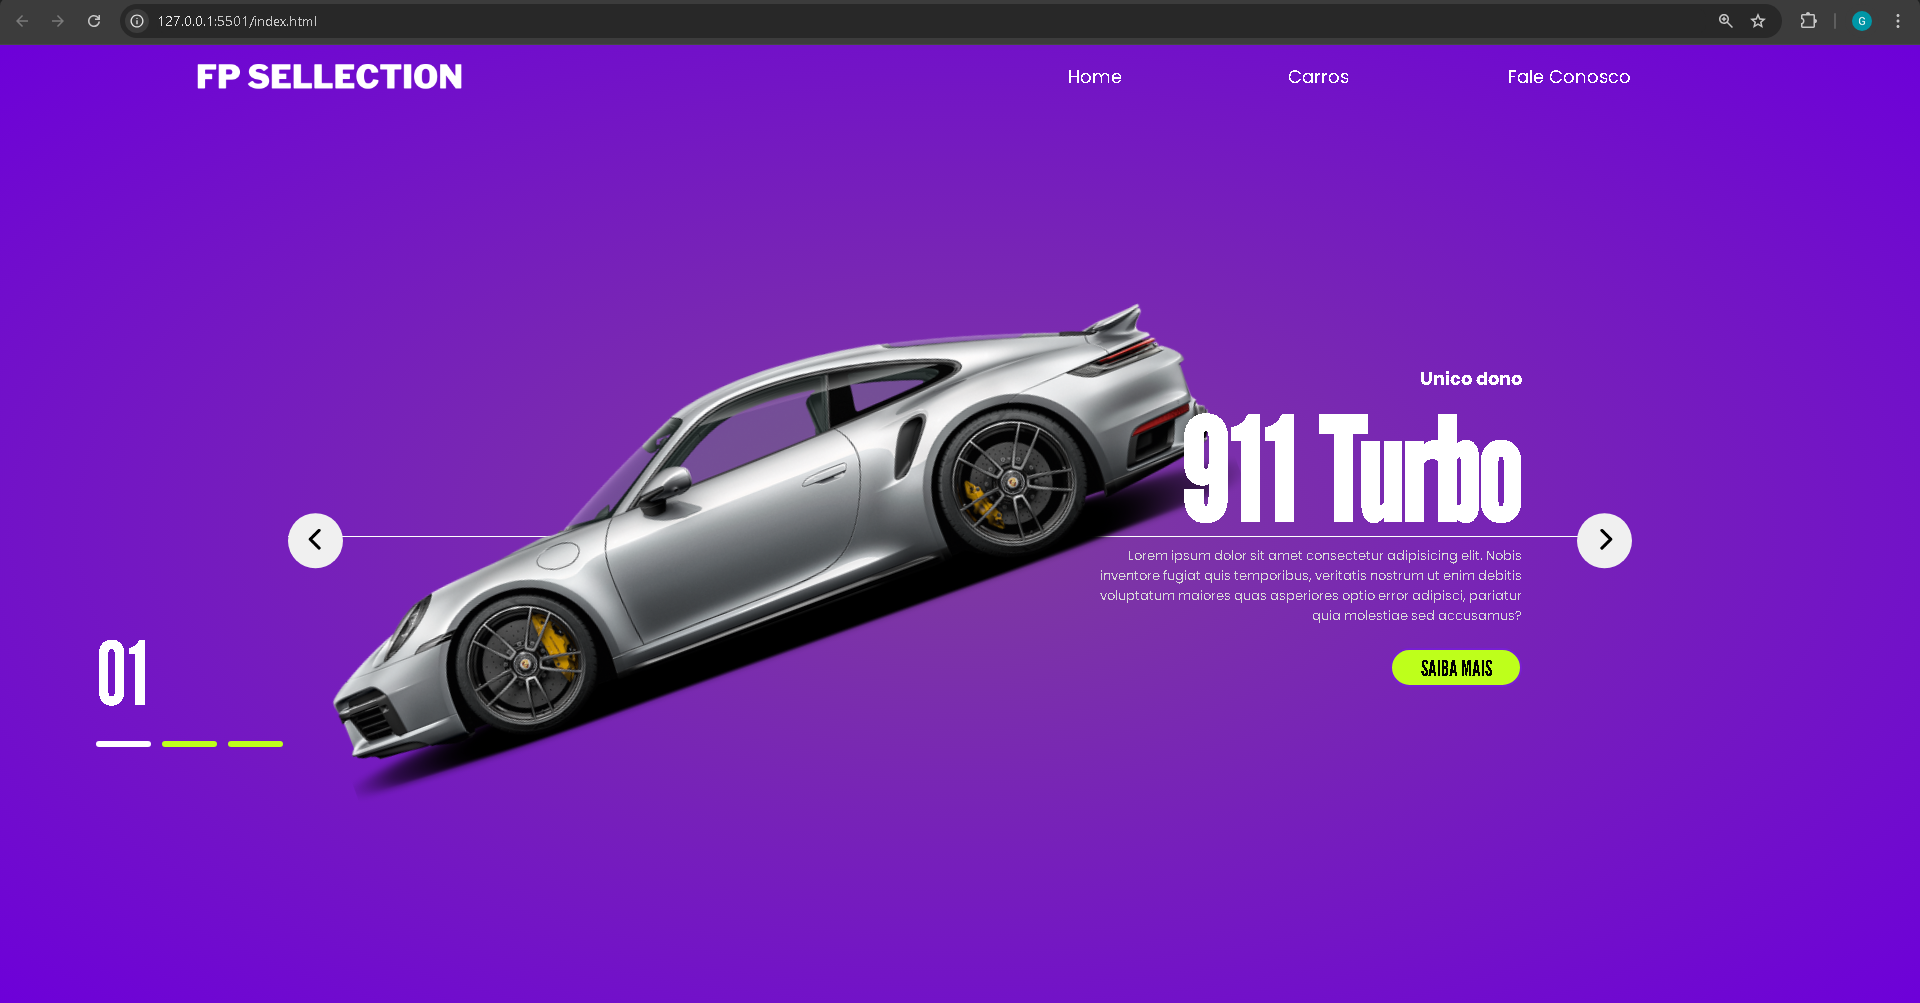 127.0.0.1:5501/index.html
G
FP SELLECTION
Home
Carros
Fale Conosco
Unico dono
911 Turbo
Lorem ipsum dolor sit amet consectetur adipisicing elit. Nobis
inventore fugiat quis temporibus, veritatis nostrum ut enim debitis
voluptatum maiores quas asperiores optio error adipisci, pariatur
quia molestiae sed accusamus?
SAIBA MAIS
01